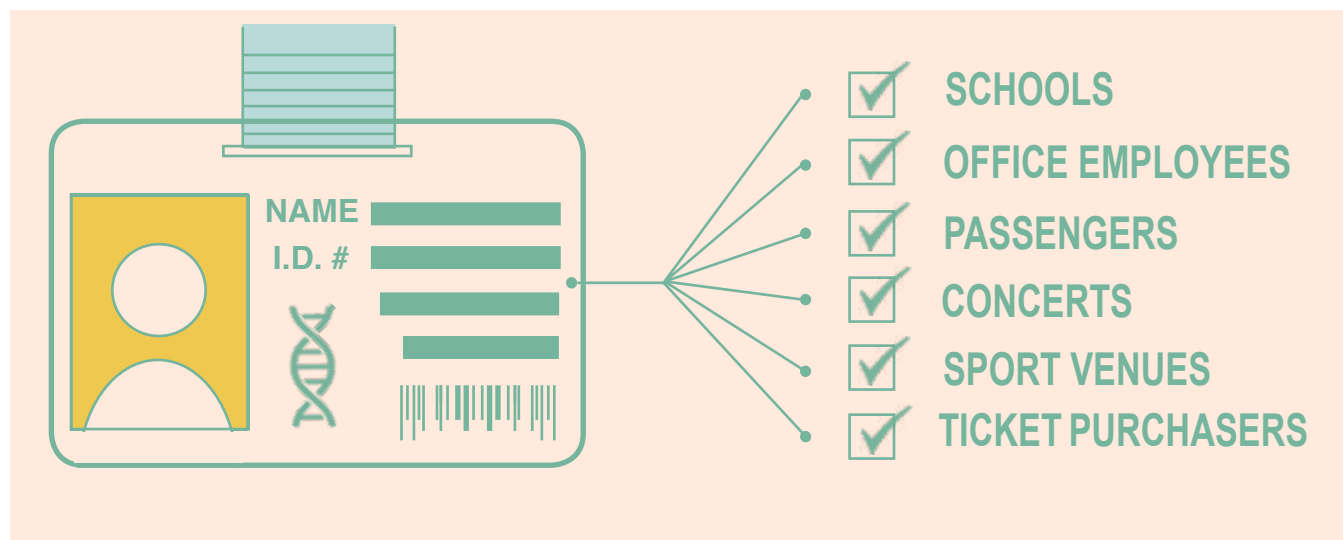 NAME
I.D. #
SCHOOLS
OFFICE EMPLOYEES
PASSENGERS
CONCERTS
SPORT VENUES
TICKET PURCHASERS